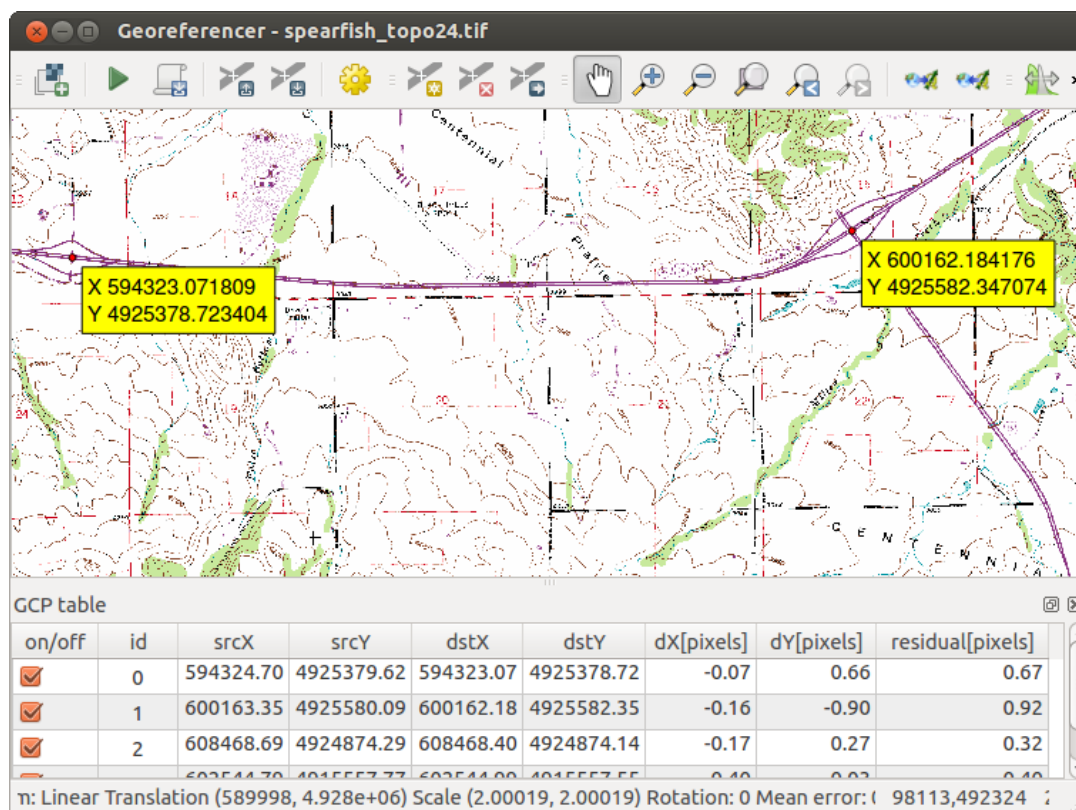 Georeferencer - spearfish_topo24.tif
Centennial
Prairie
17
20
X 594323.071809
Y 4925378.723404
X 600162.184176
Y 4925582.347074
C E N T E N N I A
GCP table
on/off id srcX srcY dstX dstY dX[pixels] dY[pixels] residual[pixels]
0 594324.70 4925379.62 594323.07 4925378.72 -0.07 0.66 0.67
1 600163.35 4925580.09 600162.18 4925582.35 -0.16 -0.90 0.92
2 608468.69 4924874.29 608468.40 4924874.14 -0.17 0.27 0.32
m: Linear Translation (589998, 4.928e+06) Scale (2.00019, 2.00019) Rotation: 0 Mean error: ( 98113,492324